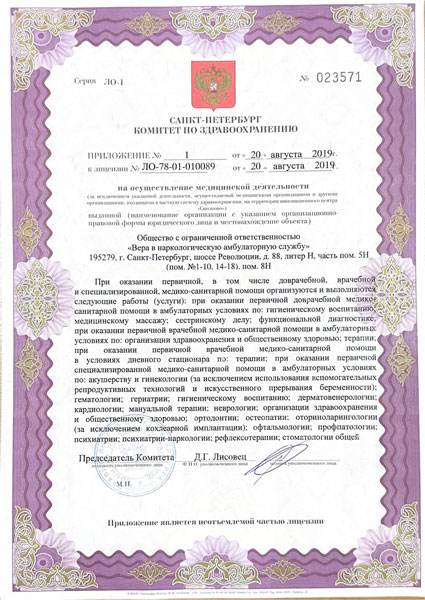 Серия ЛО-1 № 023571
САНКТ-ПЕТЕРБУРГ
КОМИТЕТ ПО ЗДРАВООХРАНЕНИЮ
ПРИЛОЖЕНИЕ № 1 от «20» августа 2019г.
к лицензии № ЛО-78-01-010089 от «20» августа 2019.
на осуществление медицинской деятельности
(за исключением указанной деятельности, осуществляемой медицинскими организациями и другими
организациями, входящими в частную систему здравоохранения, на территории инновационного центра
«Сколково»)
выданной (наименование организации с указанием организационно-
правовой формы юридического лица и местонахождение объекта)
Общество с ограниченной ответственностью
«Вера в наркологическую амбулаторную службу»
195279, г. Санкт-Петербург, шоссе Революции, д. 88, литер Н, часть пом. 5Н
(пом. №1-10, 14-18), пом. 8Н
При оказании первичной, в том числе доврачебной, врачебной
и специализированной, медико-санитарной помощи организуются и выполняются
следующие работы (услуги): при оказании первичной доврачебной медико-
санитарной помощи в амбулаторных условиях по: гигиеническому воспитанию;
медицинскому массажу; сестринскому делу; функциональной диагностике;
при оказании первичной врачебной медико-санитарной помощи в амбулаторных
условиях по: организации здравоохранения и общественному здоровью; терапии;
при оказании первичной врачебной медико-санитарной помощи
в условиях дневного стационара по: терапии; при оказании первичной
специализированной медико-санитарной помощи в амбулаторных условиях
по: акушерству и гинекологии (за исключением использования вспомогательных
репродуктивных технологий и искусственного прерывания беременности);
гематологии; гериатрии; гигиеническому воспитанию; дерматовенерологии;
кардиологии; мануальной терапии; неврологии; организации здравоохранения
и общественному здоровью; ортодонтии; остеопатии; оториноларингологии
(за исключением кохлеарной имплантации); офтальмологии; профпатологии;
психиатрии; психиатрии-наркологии; рефлексотерапии; стоматологии общей
Председатель Комитета Д.Г. Лисовец
должность уполномоченного лица Ф.И.О. уполномоченного лица подпись уполномоченного лица
М.П.
Приложение является неотъемлемой частью лицензии